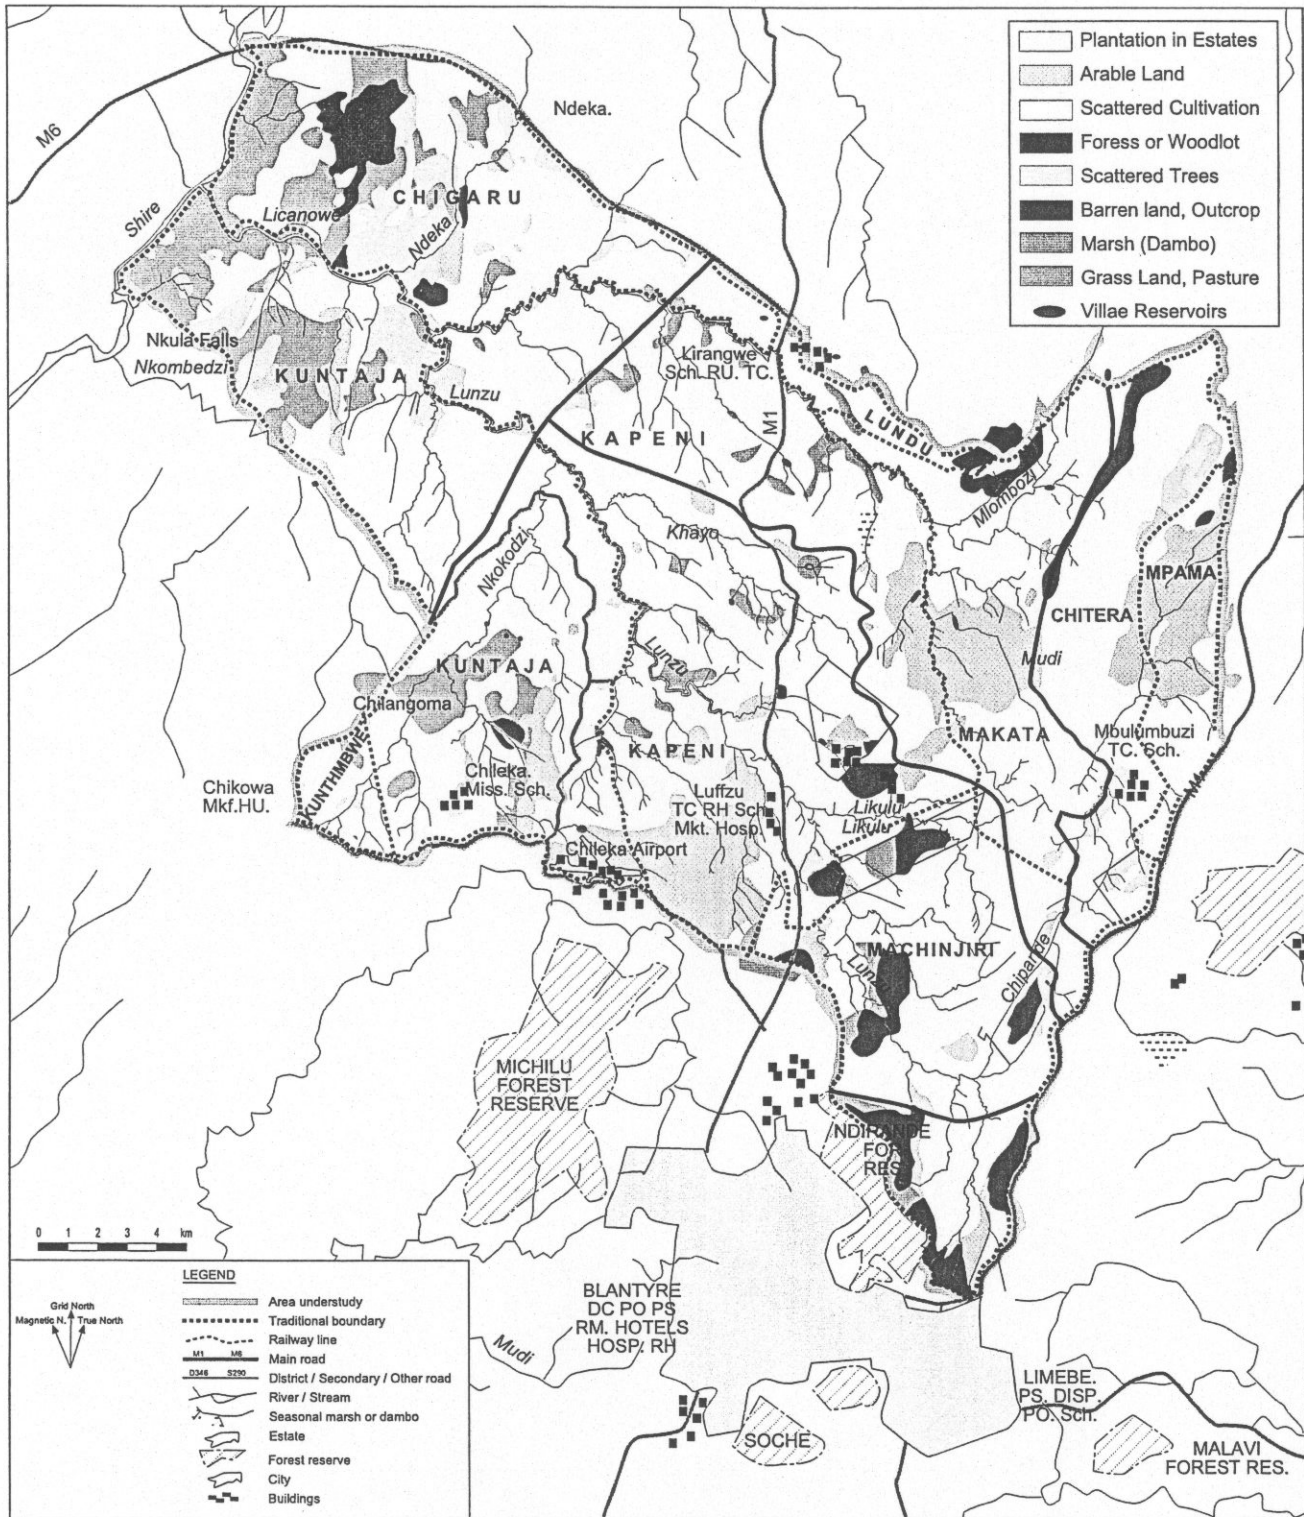 Plantation in Estates
Arable Land
Scattered Cultivation
Foress or Woodlot
Scattered Trees
Barren land, Outcrop
Marsh (Dambo)
Grass Land, Pasture
Villae Reservoirs
M6
Ndeka.
Shire
CHIGARU
Licanowe
Ndeka
Nkula Falls
Nkombedzi
KUNTAJA
Lunzu
Lirangwe
Sch. RU. TC.
M1
LUNDU
KAPENI
Mlombozi
Khayo
Nkokodzi
MPAMA
CHITERA
KUNTAJA
Lunzu
Mudi
Chilangoma
KAPENI
MAKATA
Mbulumbuzi
TC. Sch.
KUNTHMBWE
Chileka.
Miss. Sch.
Chikowa
Mkf.HU.
Luffzu
TC RH Sch.
Mkt. Hosp.
Likulu
Likulu
Chileka Airport
MACHINJIRI
Lunzu
Chipande
MICHILU
FOREST
RESERVE
NDIRANDE
FOR
RES.
0 1 2 3 4 km
LEGEND
Area understudy
Traditional boundary
Railway line
M1 M6
Main road
D346 S290
District / Secondary / Other road
River / Stream
Seasonal marsh or dambo
Estate
Forest reserve
City
Buildings
Grid North
Magnetic N. True North
BLANTYRE
DC PO PS
RM. HOTELS
HOSP. RH
Mudi
SOCHE
LIMEBE.
PS. DISP.
PO. Sch.
MALAVI
FOREST RES.